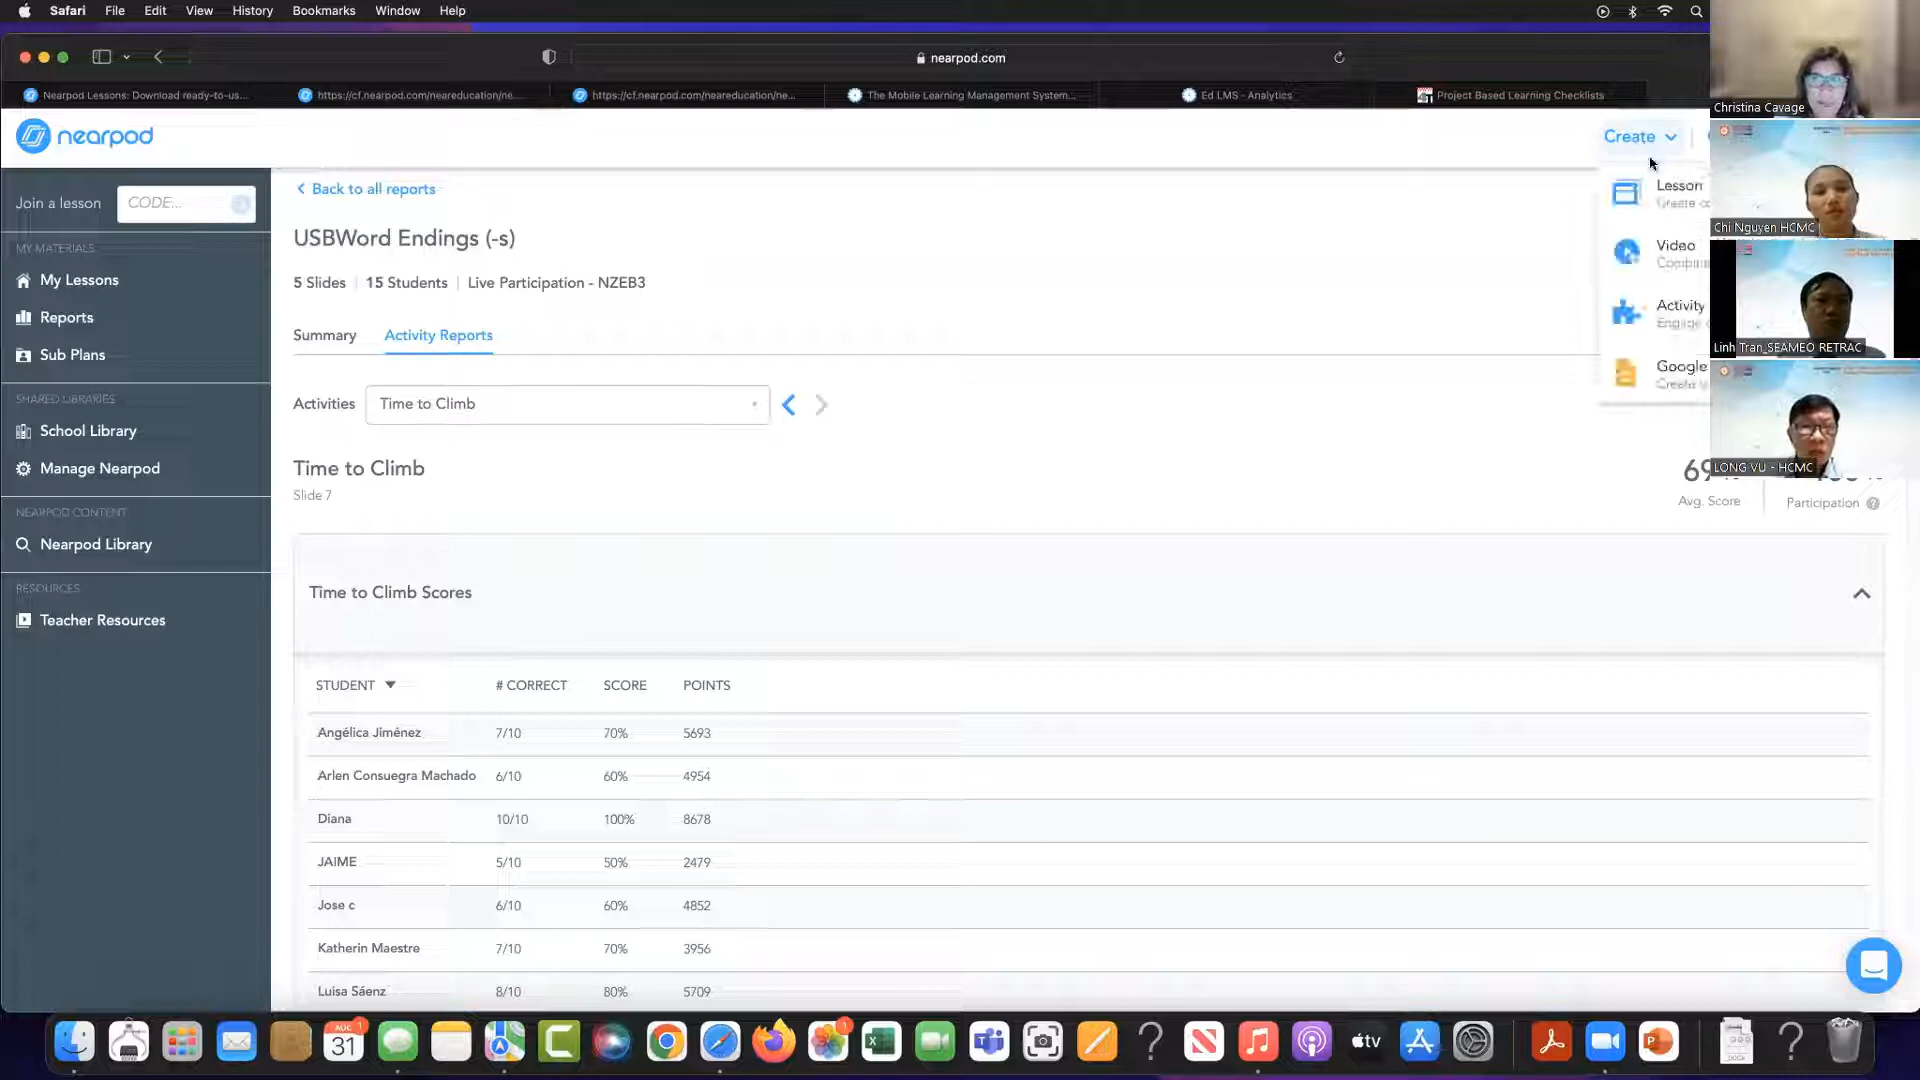 Safari File Edit View History Bookmarks Window Help
nearpod.com
Nearpod Lessons: Download ready-to-us...
https://cf.nearpod.com/neareducation/ne...
https://cf.nearpod.com/neareducation/ne...
The Mobile Learning Management System...
Ed LMS - Analytics
Project Based Learning Checklists
Christina Cavage
nearpod
Create
Join a lesson
CODE...
Back to all reports
Lesson
Create
USBWord Endings (-s)
Chi Nguyen HCMC
MY MATERIALS
Video
My Lessons
5 Slides | 15 Students | Live Participation - NZEB3
Activity
Engage
Reports
Summary
Activity Reports
Linh Tran_SEAMEO RETRAC
Sub Plans
Google
SHARED LIBRARIES
Activities
Time to Climb
School Library
Manage Nearpod
Time to Climb
LONG VU - HCMC
Slide 7
Avg. Score
Participation
NEARPOD CONTENT
Nearpod Library
RESOURCES
Time to Climb Scores
Teacher Resources
STUDENT # CORRECT SCORE POINTS
Angélica Jiménez 7/10 70% 5693
Arlen Consuegra Machado 6/10 60% 4954
Diana 10/10 100% 8678
JAIME 5/10 50% 2479
Jose c 6/10 60% 4852
Katherin Maestre 7/10 70% 3956
Luisa Sáenz 8/10 80% 5709
AUG 1
31
1
tv
DOCX